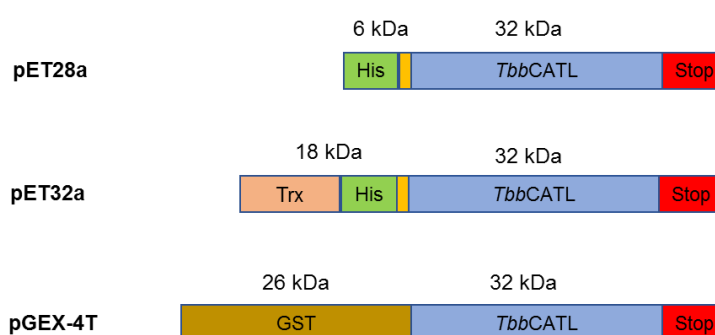 6 kDa 32 kDa
pET28a His TbbCATL Stop
18 kDa 32 kDa
pET32a Trx His TbbCATL Stop
26 kDa 32 kDa
pGEX-4T GST TbbCATL Stop